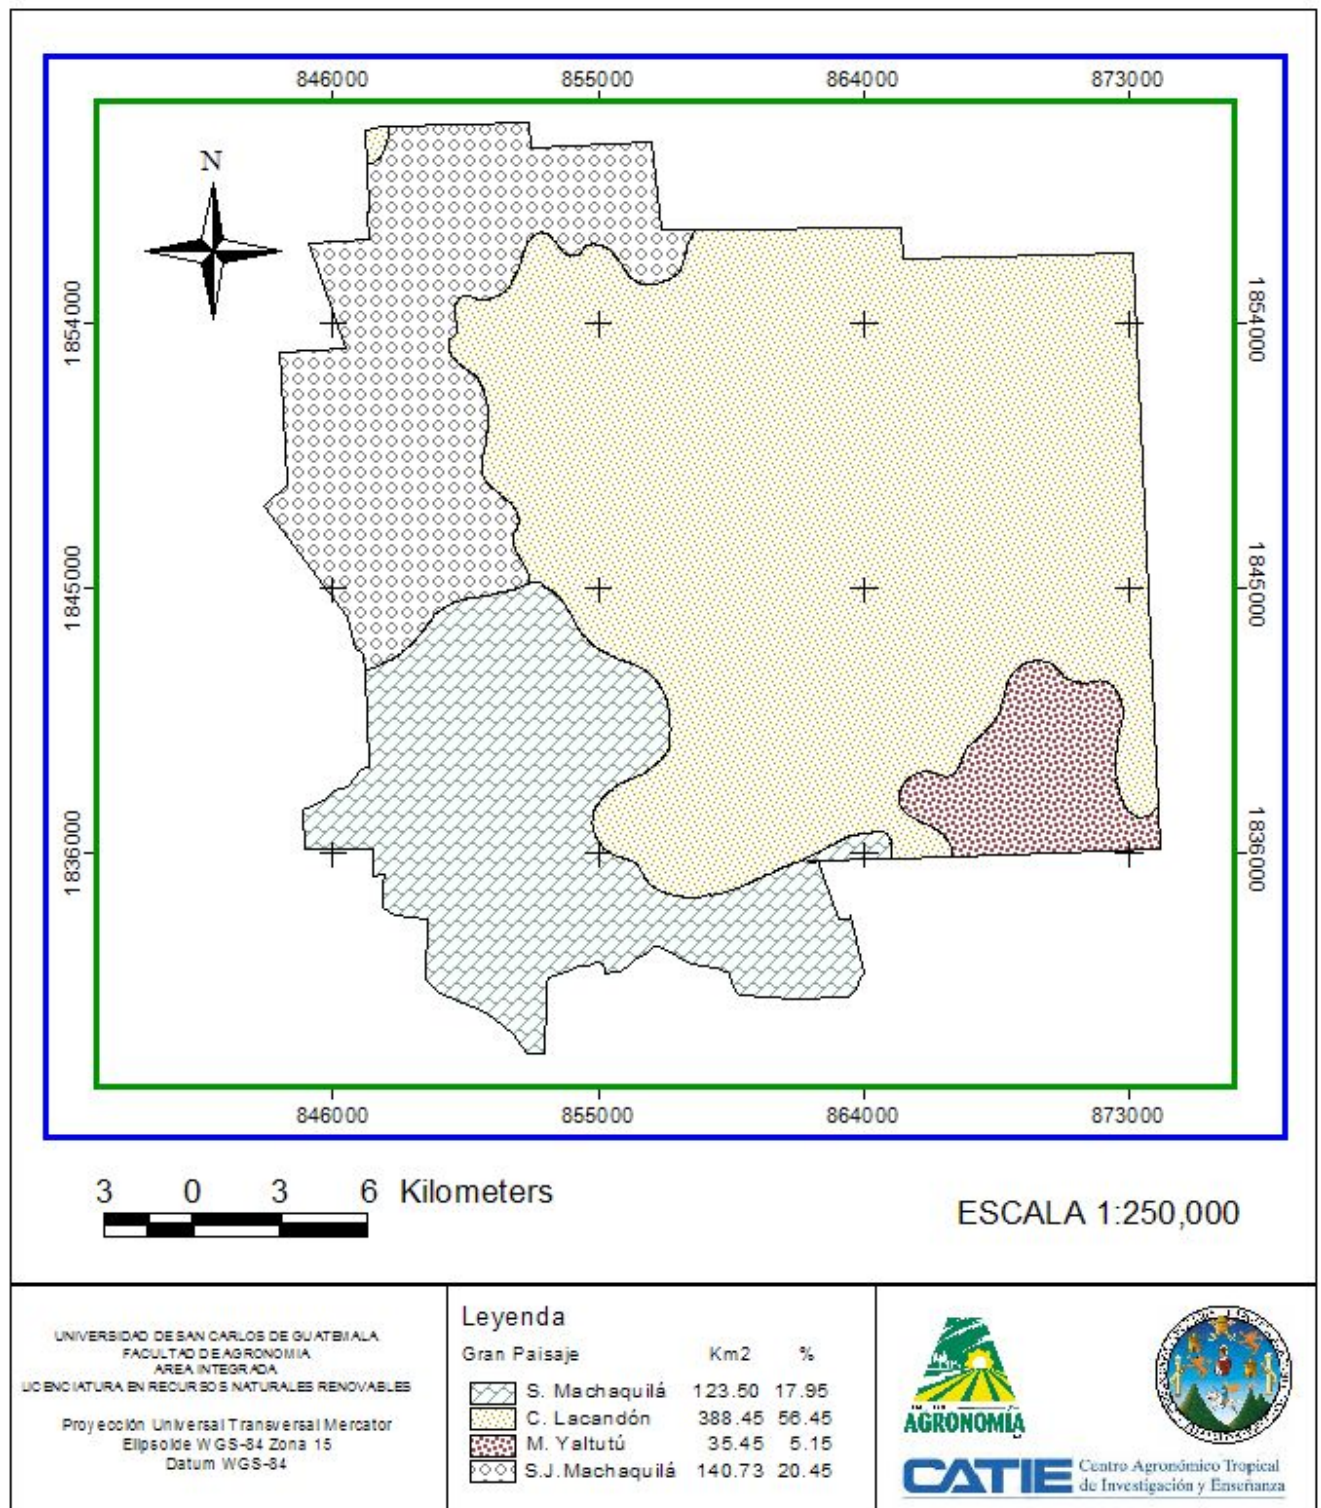 846000 855000 864000 873000
N
1854000 1854000
1845000 1845000
1836000 1836000
846000 855000 864000 873000
3 0 3 6 Kilometers
ESCALA 1:250,000
UNIVERSIDAD DE SAN CARLOS DE GUATEMALA
FACULTAD DE AGRONOMIA
AREA INTEGRADA
LICENCIATURA EN RECURSOS NATURALES RENOVABLES
Proyección Universal Transversal Mercator
Elipsoide WGS-84 Zona 15
Datum WGS-84
Leyenda
Gran Paisaje Km2 %
S. Machaquilá 123.50 17.95
C. Lacandón 388.45 56.45
M. Yaltutú 35.45 5.15
S.J. Machaquilá 140.73 20.45
AGRONOMIA
CATIE Centro Agronómico Tropical
de Investigación y Enseñanza